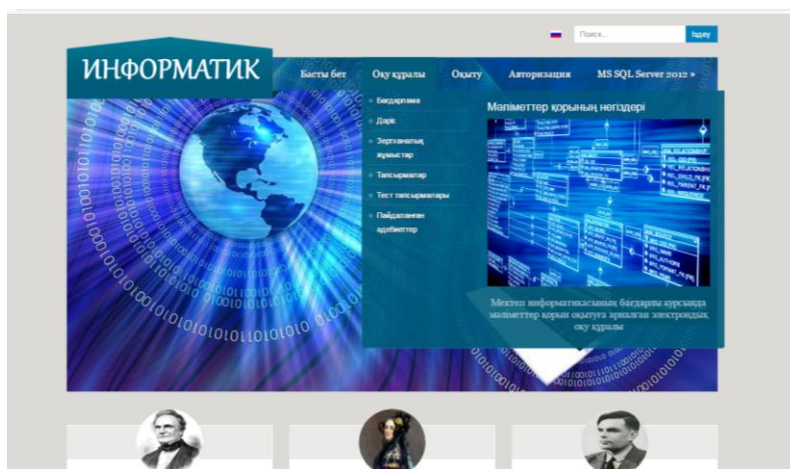 Поиск...
Іздеу
ИНФОРМАТИК
Басты бет
Оқу құралы
Оқыту
Авторизация
MS SQL Server 2012 »
Бағдарлама
Дәріс
Зертханалық
жұмыстар
Тапсырмалар
Тест тапсырмалары
Пайдаланған
әдебиеттер
Мәліметтер қорының негіздері
Мектеп информатикасының бағдарлы курсында
мәліметтер қорын оқытуға арналған электрондық
оқу құралы